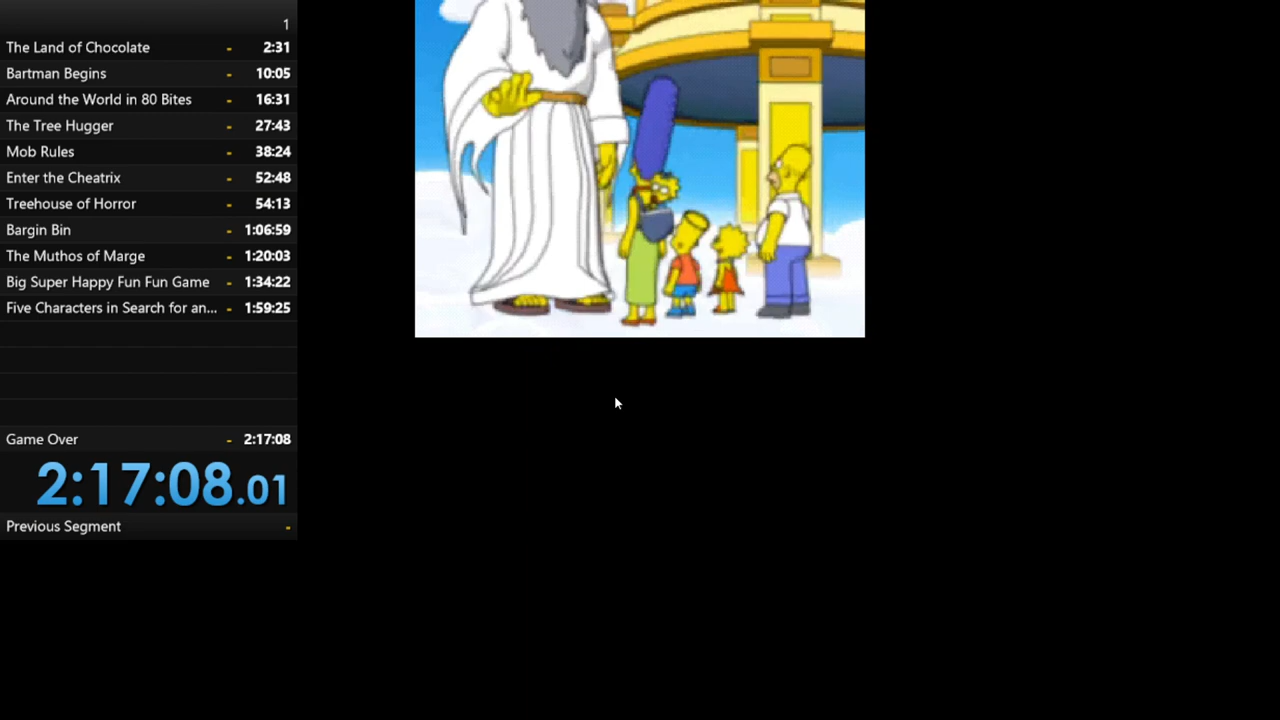 1
The Land of Chocolate - 2:31
Bartman Begins - 10:05
Around the World in 80 Bites - 16:31
The Tree Hugger - 27:43
Mob Rules - 38:24
Enter the Cheatrix - 52:48
Treehouse of Horror - 54:13
Bargin Bin - 1:06:59
The Muthos of Marge - 1:20:03
Big Super Happy Fun Fun Game - 1:34:22
Five Characters in Search for an... - 1:59:25
Game Over - 2:17:08
2:17:08.01
Previous Segment -